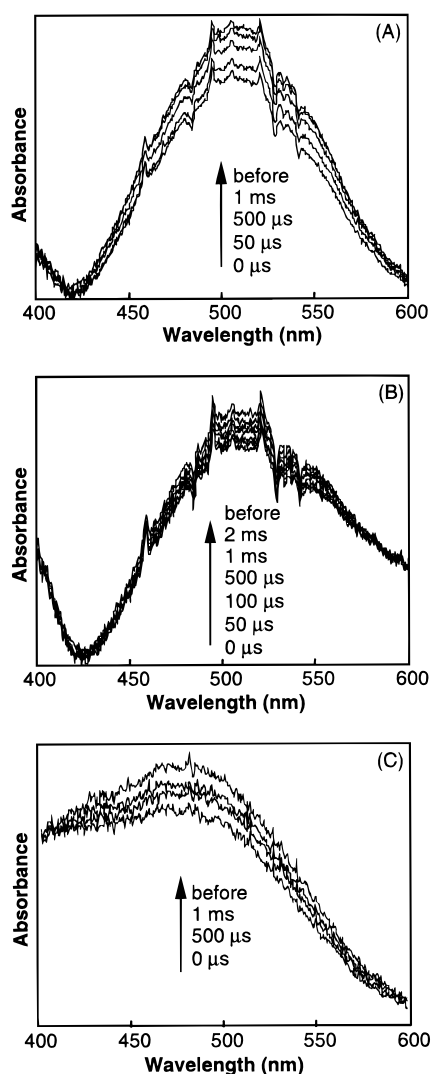 (A)
Absorbance
before
1 ms
500 µs
50 µs
0 µs
400 450 500 550 600
Wavelength (nm)
(B)
Absorbance
before
2 ms
1 ms
500 µs
100 µs
50 µs
0 µs
400 450 500 550 600
Wavelength (nm)
(C)
Absorbance
before
1 ms
500 µs
0 µs
400 450 500 550 600
Wavelength (nm)